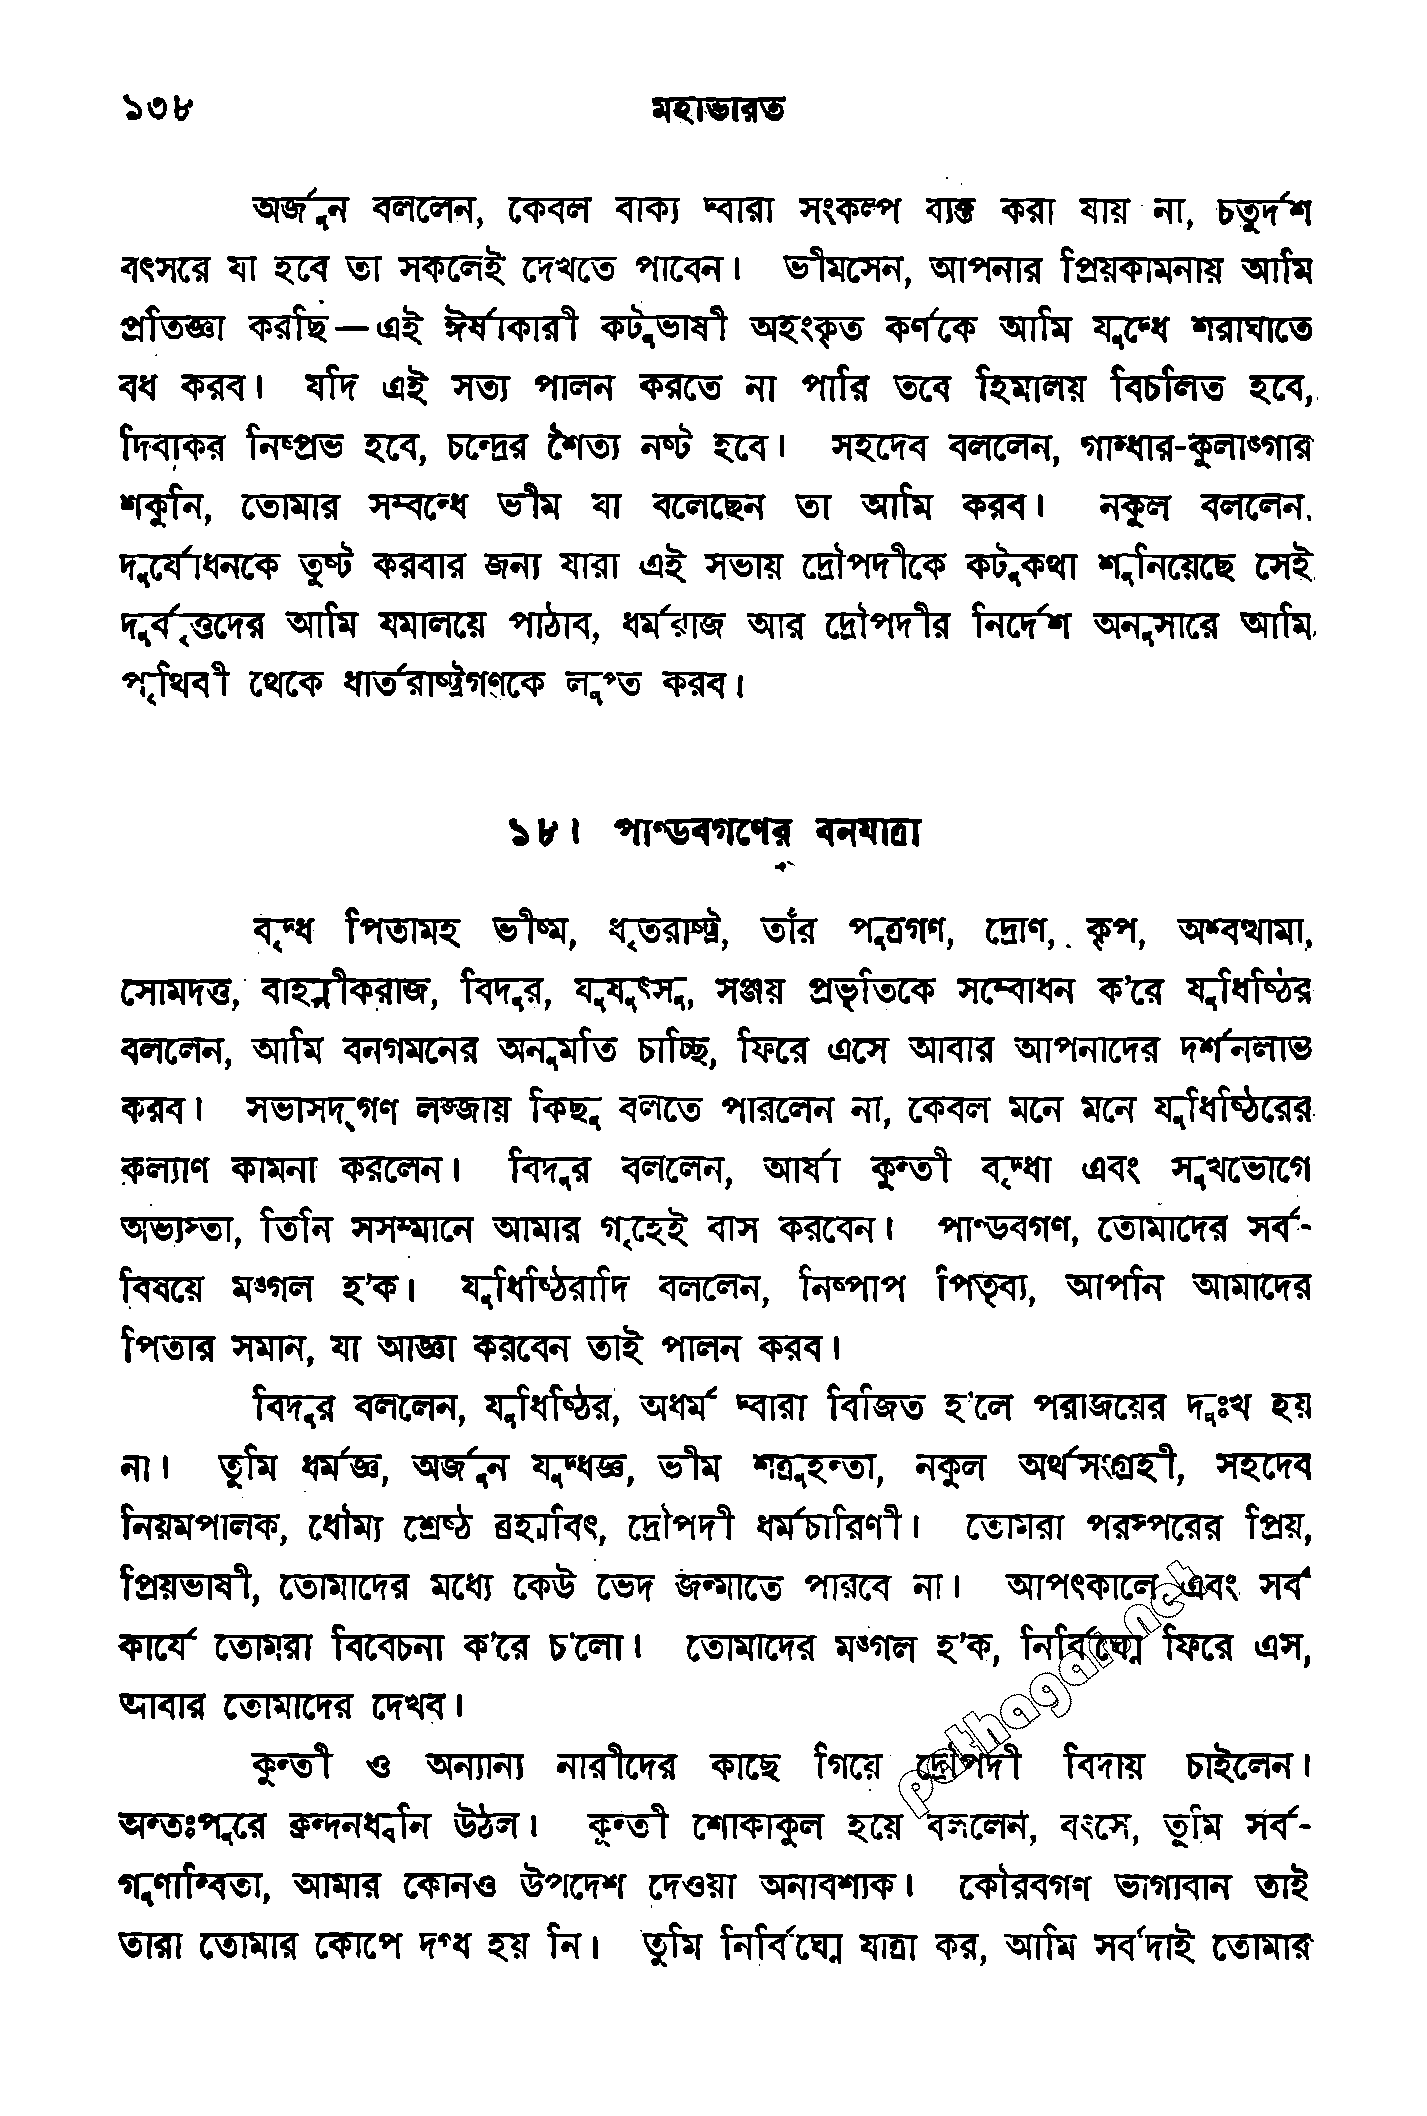 ১৩৮ মহাভারত
অর্জুন বললেন, কেবল বাক্য দ্বারা সংকল্প ব্যক্ত করা যায় না, চতুর্দশ
বৎসরে যা হবে তা সকলেই দেখতে পাবেন। ভীমসেন, আপনার প্রিয়কামনায় আমি
প্রতিজ্ঞা করছি—এই ঈর্ষাকারী কটুভাষী অহংকৃত কর্ণকে আমি যুদ্ধে শরাঘাতে
বধ করব। যদি এই সত্য পালন করতে না পারি তবে হিমালয় বিচলিত হবে,
দিবাকর নিষ্প্রভ হবে, চন্দ্রের শৈত্য নষ্ট হবে। সহদেব বললেন, গান্ধার-কুলাঙ্গার
শকুনি, তোমার সম্বন্ধে ভীম যা বলেছেন তা আমি করব। নকুল বললেন,
দুর্যোধনকে তুষ্ট করবার জন্য যারা এই সভায় দ্রৌপদীকে কটুকথা শুনিয়েছে সেই
দুর্বৃত্তদের আমি যমালয়ে পাঠাব, ধর্মরাজ আর দ্রৌপদীর নির্দেশ অনুসারে আমি
পৃথিবী থেকে ধার্তরাষ্ট্রগণকে লুপ্ত করব।
১৮। পাণ্ডবগণের বনযাত্রা
বৃদ্ধ পিতামহ ভীষ্ম, ধৃতরাষ্ট্র, তাঁর পুত্রগণ, দ্রোণ, কৃপ, অশ্বত্থামা,
সোমদত্ত, বাহ্লীকরাজ, বিদুর, যুযুৎসু, সঞ্জয় প্রভৃতিকে সম্বোধন ক'রে যুধিষ্ঠির
বললেন, আমি বনগমনের অনুমতি চাচ্ছি, ফিরে এসে আবার আপনাদের দর্শনলাভ
করব। সভাসদ্‌গণ লজ্জায় কিছু বলতে পারলেন না, কেবল মনে মনে যুধিষ্ঠিরের
কল্যাণ কামনা করলেন। বিদুর বললেন, আর্যা কুন্তী বৃদ্ধা এবং সুখভোগে
অভ্যস্তা, তিনি সসম্মানে আমার গৃহেই বাস করবেন। পাণ্ডবগণ, তোমাদের সর্ব-
বিষয়ে মঙ্গল হ'ক। যুধিষ্ঠিরাদি বললেন, নিষ্পাপ পিতৃব্য, আপনি আমাদের
পিতার সমান, যা আজ্ঞা করবেন তাই পালন করব।
বিদুর বললেন, যুধিষ্ঠির, অধর্ম দ্বারা বিজিত হ'লে পরাজয়ের দুঃখ হয়
না। তুমি ধর্মজ্ঞ, অর্জুন যুদ্ধজ্ঞ, ভীম শত্রুহন্তা, নকুল অর্থসংগ্রহী, সহদেব
নিয়মপালক, ধৌম্য শ্রেষ্ঠ ব্রহ্মবিৎ, দ্রৌপদী ধর্মচারিণী। তোমরা পরস্পরের প্রিয়,
প্রিয়ভাষী, তোমাদের মধ্যে কেউ ভেদ জন্মাতে পারবে না। আপৎকালে এবং সর্ব
কার্যে তোমরা বিবেচনা ক'রে চ'লো। তোমাদের মঙ্গল হ'ক, নির্বিঘ্নে ফিরে এস,
আবার তোমাদের দেখব।
কুন্তী ও অন্যান্য নারীদের কাছে গিয়ে দ্রৌপদী বিদায় চাইলেন।
অন্তঃপুরে ক্রন্দনধ্বনি উঠল। কুন্তী শোকাকুল হয়ে বললেন, বৎসে, তুমি সর্ব-
গুণান্বিতা, আমার কোনও উপদেশ দেওয়া অনাবশ্যক। কৌরবগণ ভাগ্যবান তাই
তারা তোমার কোপে দগ্ধ হয় নি। তুমি নির্বিঘ্নে যাত্রা কর, আমি সর্বদাই তোমার
pathagar.net